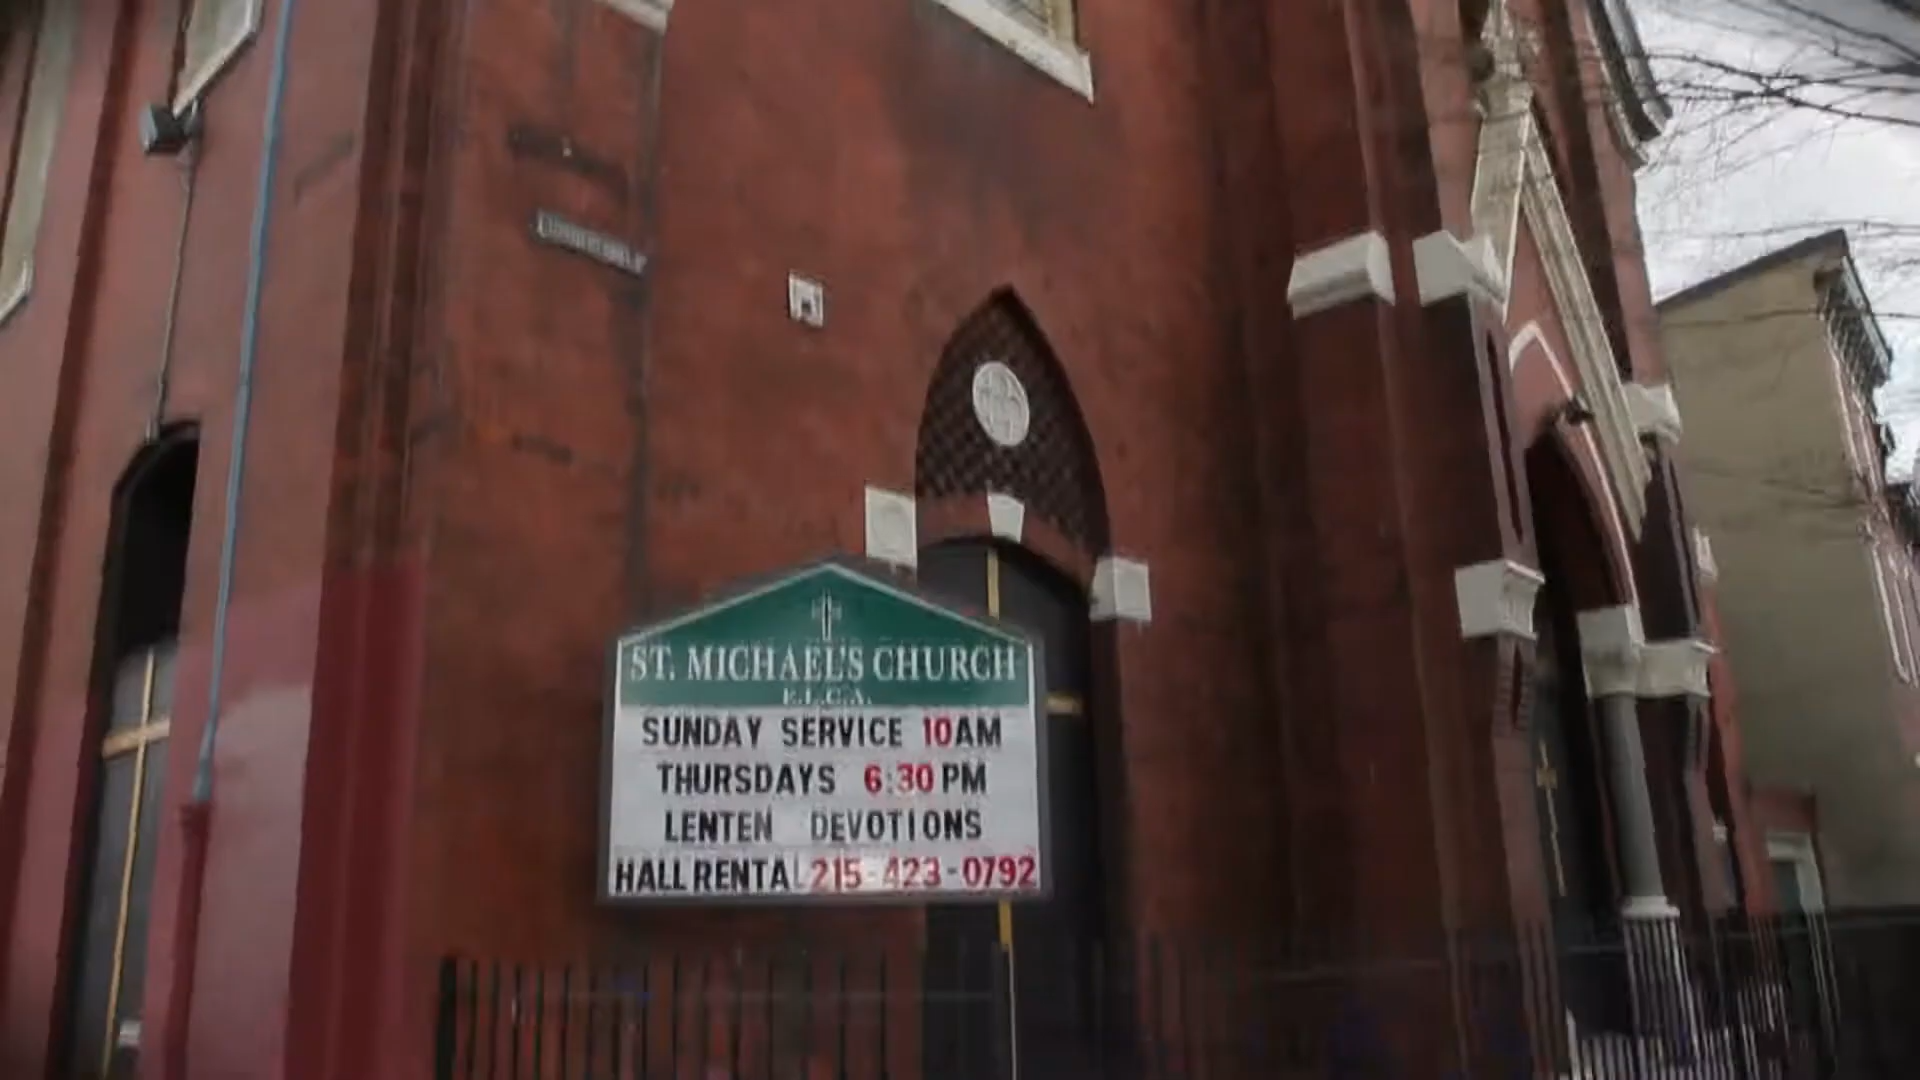 ST. MICHAEL'S CHURCH
E.L.C.A.
SUNDAY SERVICE 10AM
THURSDAYS 6:30 PM
LENTEN DEVOTIONS
HALL RENTAL 215-423-0792